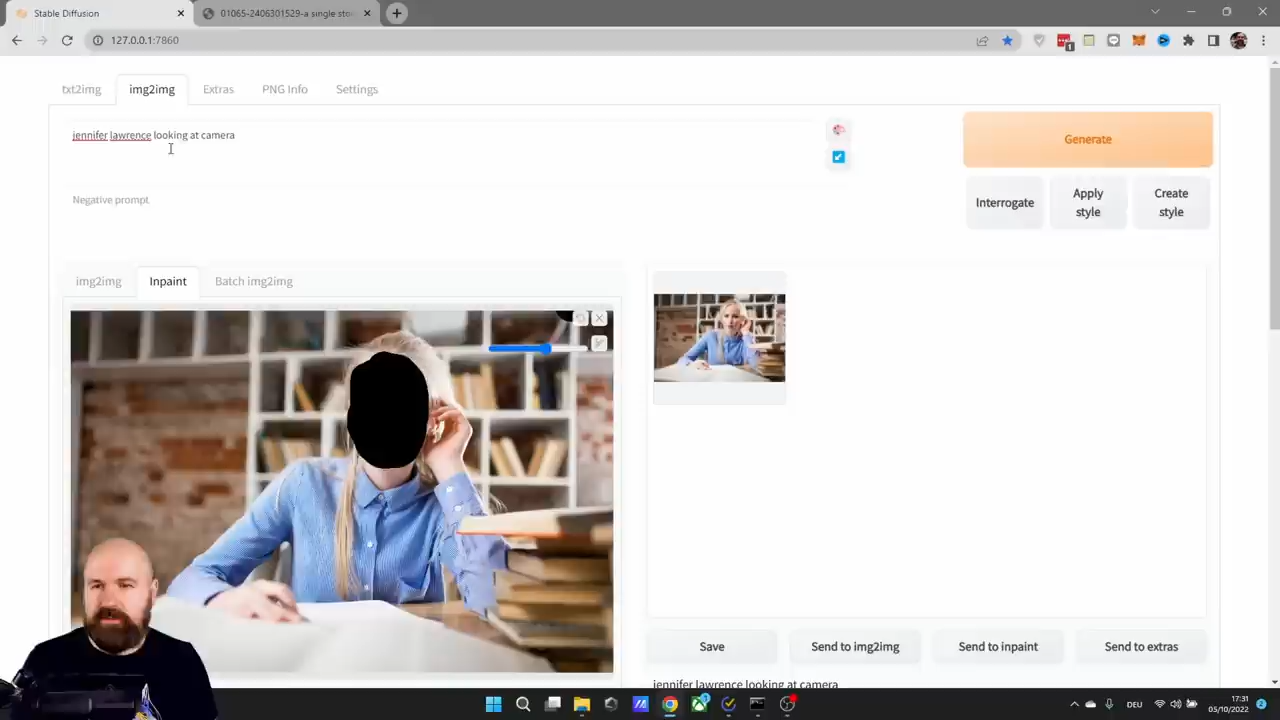 Stable Diffusion
01065-2406301529-a single sto
127.0.0.1:7860
txt2img
img2img
Extras
PNG Info
Settings
jennifer lawrence looking at camera
Generate
Negative prompt
Interrogate
Apply style
Create style
img2img
Inpaint
Batch img2img
Save
Send to img2img
Send to inpaint
Send to extras
jennifer lawrence looking at camera
DEU
17:31
05/10/2022